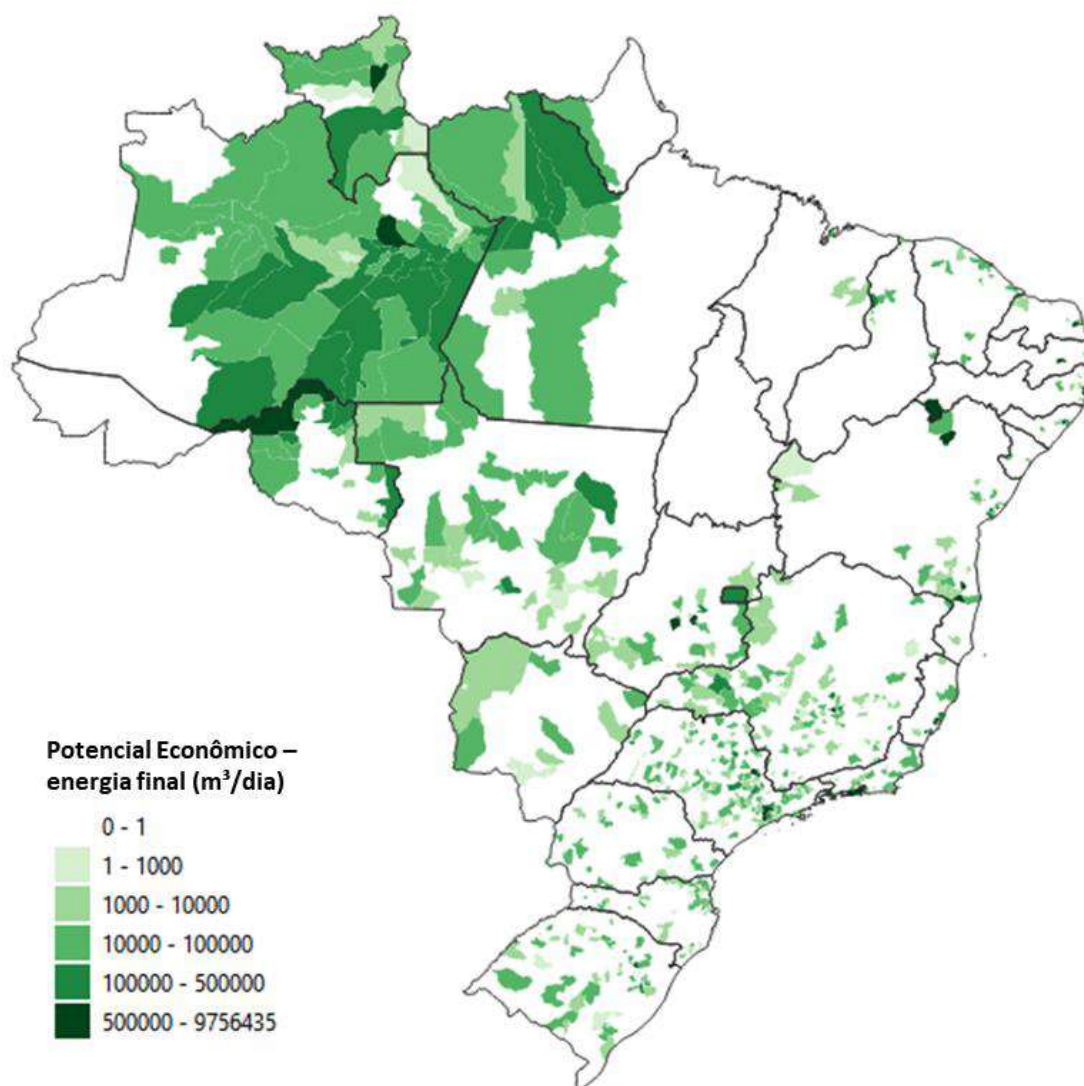 Potencial Econômico –
energia final (m³/dia)
0 - 1
1 - 1000
1000 - 10000
10000 - 100000
100000 - 500000
500000 - 9756435